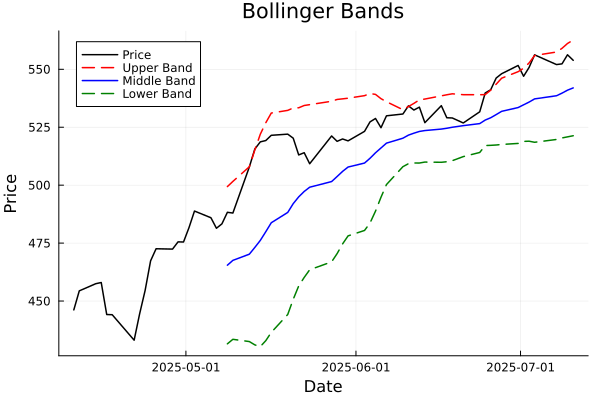 Bollinger Bands
Price
Upper Band
Middle Band
Lower Band
550
525
500
475
450
Price
2025-05-01
2025-06-01
2025-07-01
Date